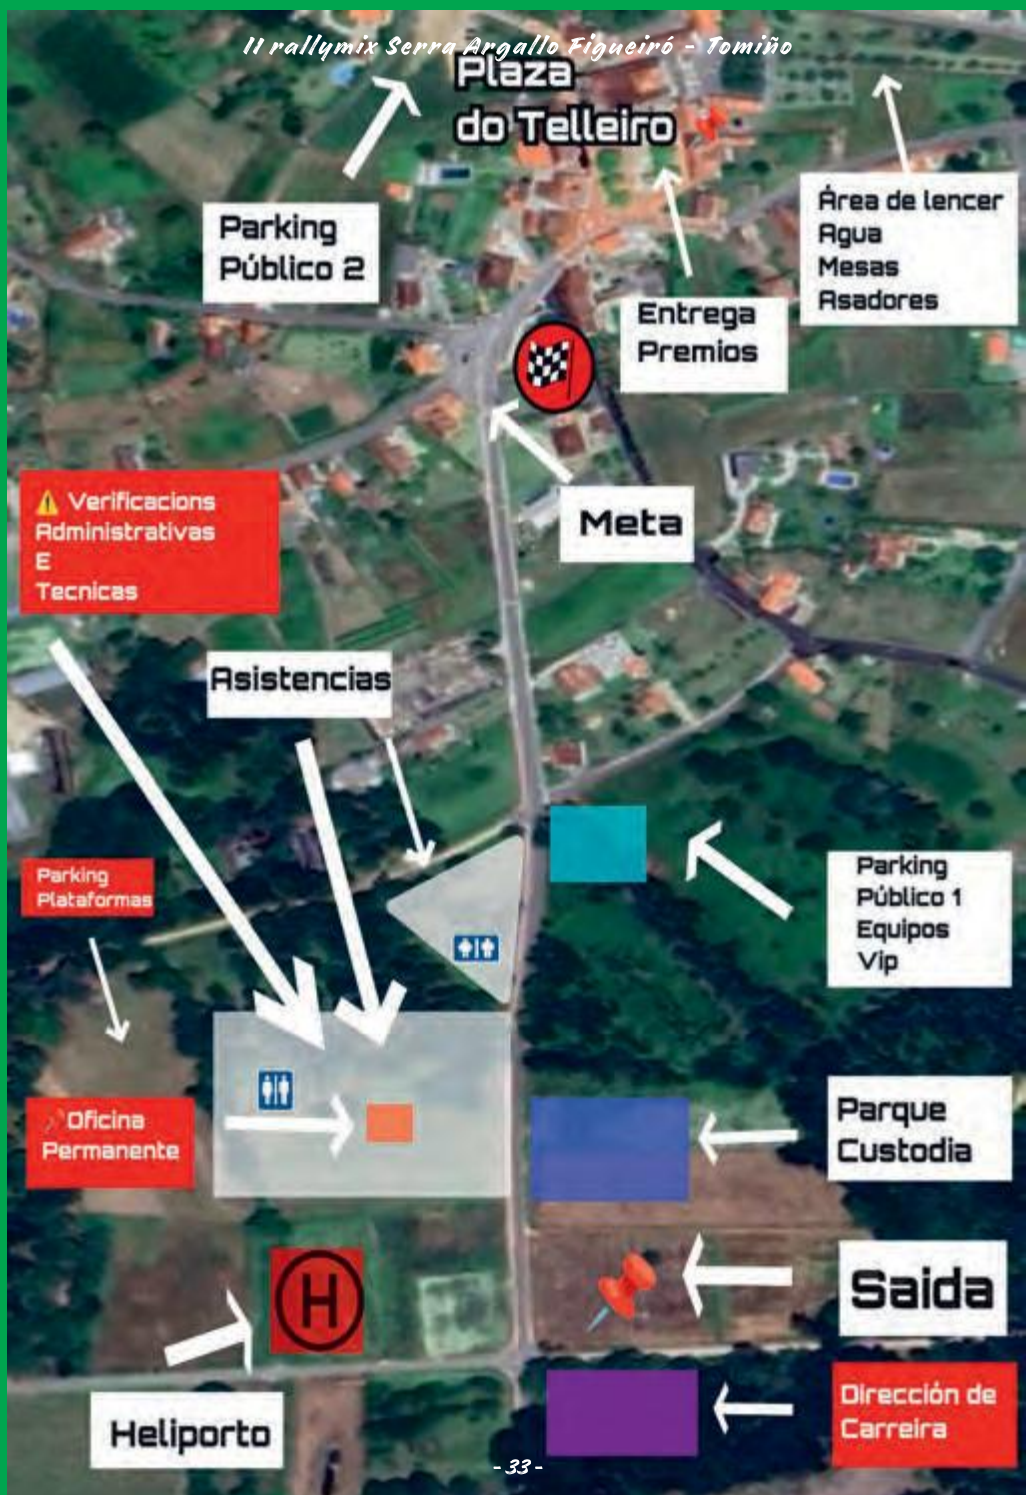 II rallymix Serra Argallo Figueiró - Tomiño
Plaza
do Telleiro
Parking
Público 2
Área de lencer
Agua
Mesas
Asadores
Entrega
Premios
Meta
⚠ Verificacions
Administrativas
E
Tecnicas
Asistencias
Parking
Plataformas
Parking
Público 1
Equipos
Vip
Oficina
Permanente
Parque
Custodia
H
Saida
Heliporto
Dirección de
Carreira
- 33 -